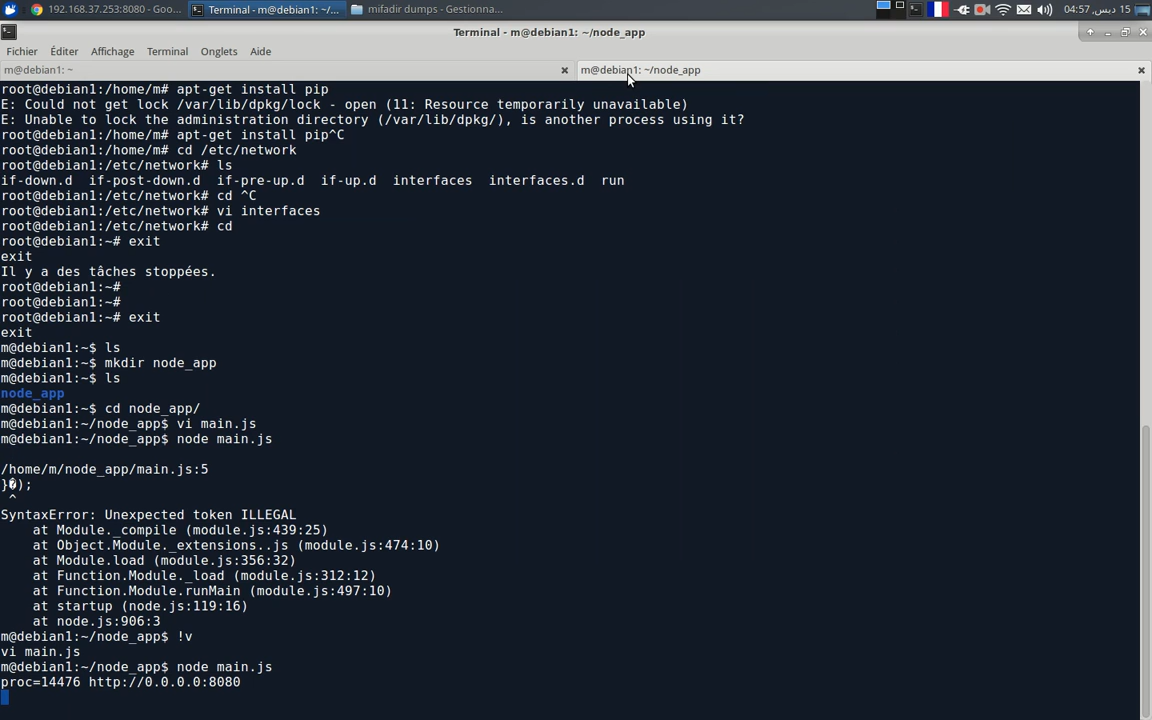 192.168.37.253:8080 - Goo...
Terminal - m@debian1: ~/...
mifadir dumps - Gestionna...
15 ديس, 04:57
Terminal - m@debian1: ~/node_app
Fichier Éditer Affichage Terminal Onglets Aide
m@debian1: ~
m@debian1: ~/node_app
root@debian1:/home/m# apt-get install pip
E: Could not get lock /var/lib/dpkg/lock - open (11: Resource temporarily unavailable)
E: Unable to lock the administration directory (/var/lib/dpkg/), is another process using it?
root@debian1:/home/m# apt-get install pip^C
root@debian1:/home/m# cd /etc/network
root@debian1:/etc/network# ls
if-down.d  if-post-down.d  if-pre-up.d  if-up.d  interfaces  interfaces.d  run
root@debian1:/etc/network# cd ^C
root@debian1:/etc/network# vi interfaces
root@debian1:/etc/network# cd
root@debian1:~# exit
exit
Il y a des tâches stoppées.
root@debian1:~#
root@debian1:~#
root@debian1:~# exit
exit
m@debian1:~$ ls
m@debian1:~$ mkdir node_app
m@debian1:~$ ls
node_app
m@debian1:~$ cd node_app/
m@debian1:~/node_app$ vi main.js
m@debian1:~/node_app$ node main.js
/home/m/node_app/main.js:5
}�);
 ^
SyntaxError: Unexpected token ILLEGAL
    at Module._compile (module.js:439:25)
    at Object.Module._extensions..js (module.js:474:10)
    at Module.load (module.js:356:32)
    at Function.Module._load (module.js:312:12)
    at Function.Module.runMain (module.js:497:10)
    at startup (node.js:119:16)
    at node.js:906:3
m@debian1:~/node_app$ !v
vi main.js
m@debian1:~/node_app$ node main.js
proc=14476 http://0.0.0.0:8080